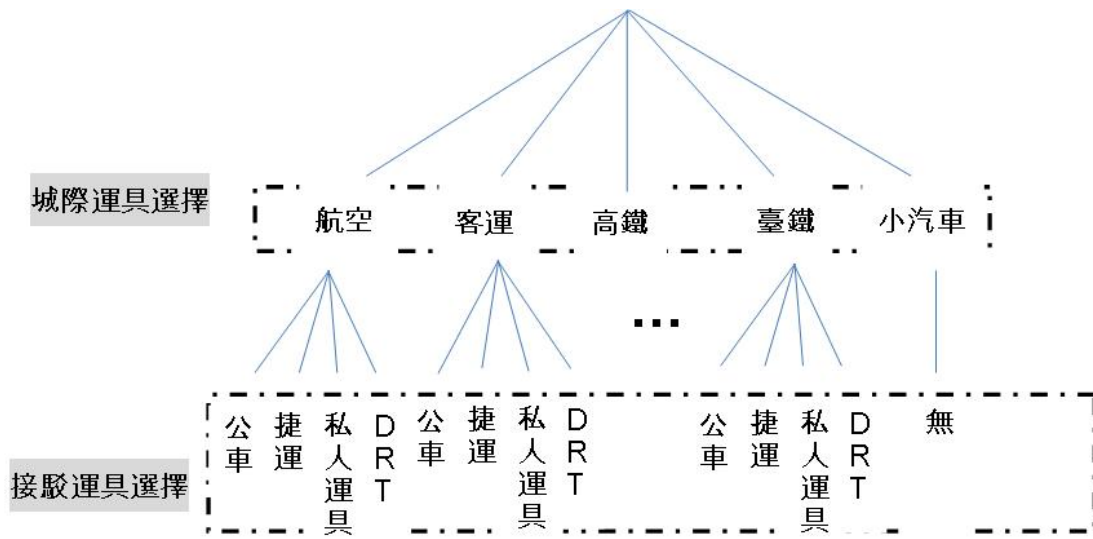 城際運具選擇
航空
客運
高鐵
臺鐵
小汽車
...
接駁運具選擇
公車
捷運
私人運具
DRT
公車
捷運
私人運具
DRT
公車
捷運
私人運具
DRT
無